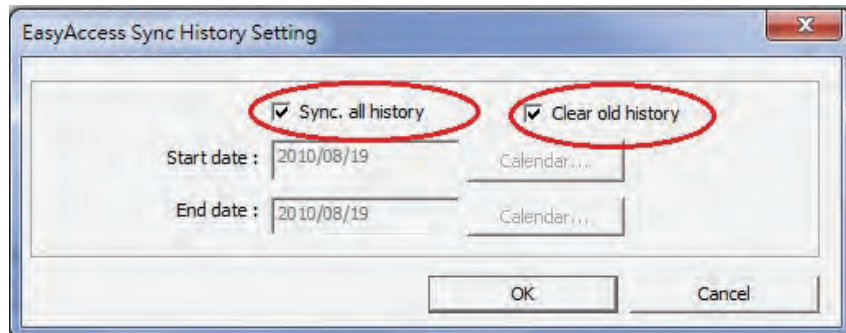 EasyAccess Sync History Setting
Sync. all history Clear old history
Start date : 2010/08/19 Calendar...
End date : 2010/08/19 Calendar...
OK Cancel